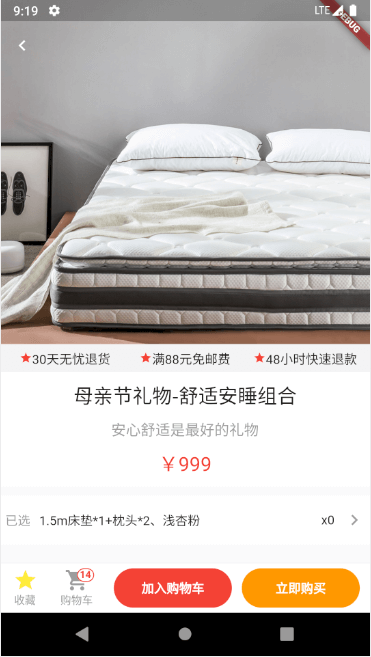 9:19 LTE
DEBUG
30天无忧退货 满88元免邮费 48小时快速退款
母亲节礼物-舒适安睡组合
安心舒适是最好的礼物
￥999
已选 1.5m床垫*1+枕头*2、浅杏粉 x0
14
收藏 购物车 加入购物车 立即购买